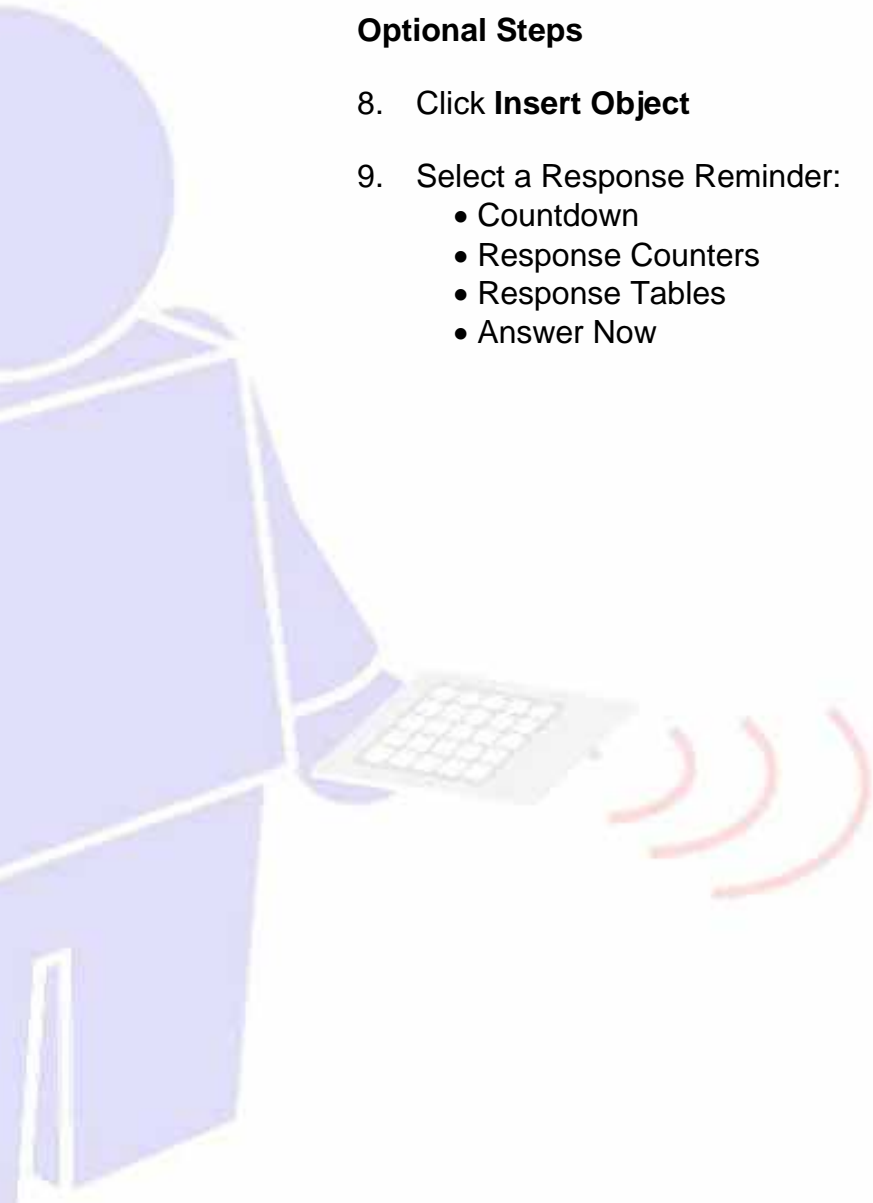 Optional Steps
8. Click Insert Object
9. Select a Response Reminder:
• Countdown
• Response Counters
• Response Tables
• Answer Now